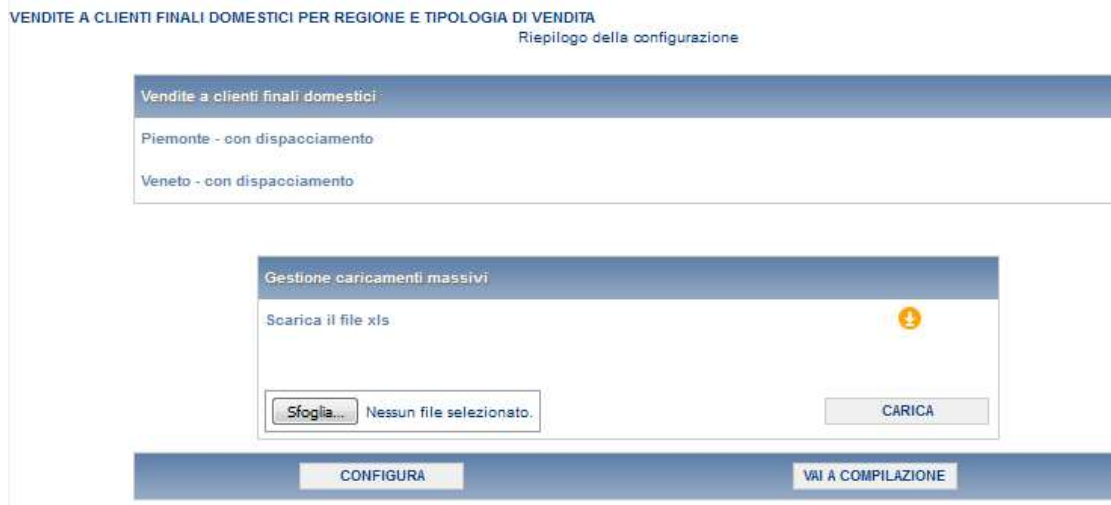 VENDITE A CLIENTI FINALI DOMESTICI PER REGIONE E TIPOLOGIA DI VENDITA
Riepilogo della configurazione
Vendite a clienti finali domestici
Piemonte - con dispacciamento
Veneto - con dispacciamento
Gestione caricamenti massivi
Scarica il file xls
Sfoglia... Nessun file selezionato. CARICA
CONFIGURA VAI A COMPILAZIONE